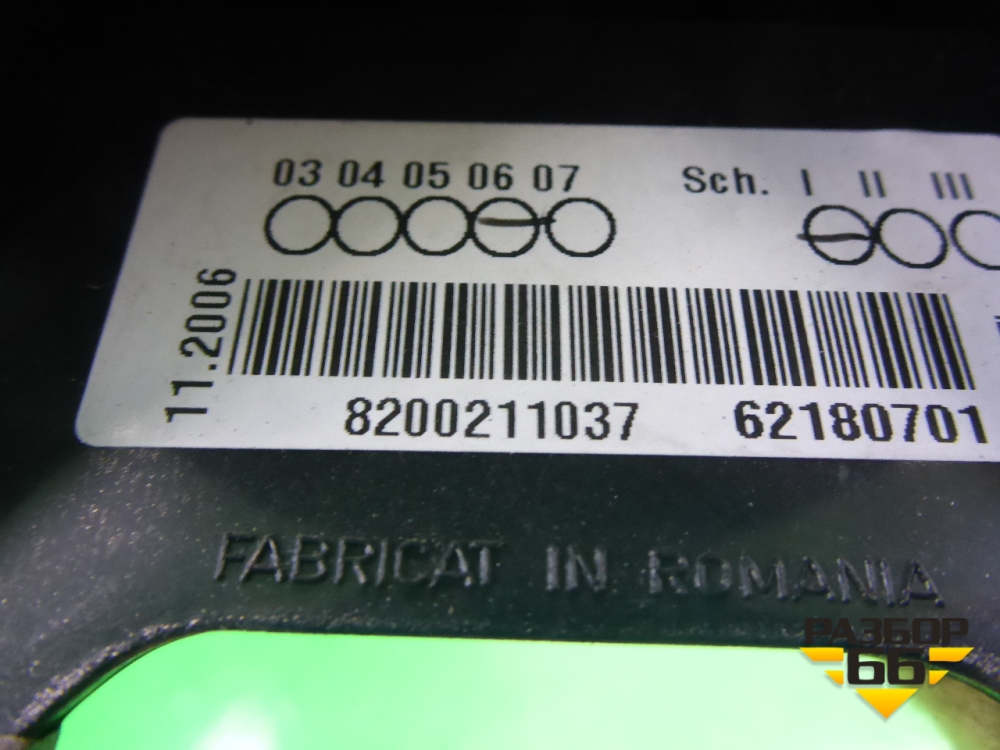 03 04 05 06 07
Sch. I II III
11.2006
8200211037 62180701
FABRICAT IN ROMANIA
РАЗБОР
66